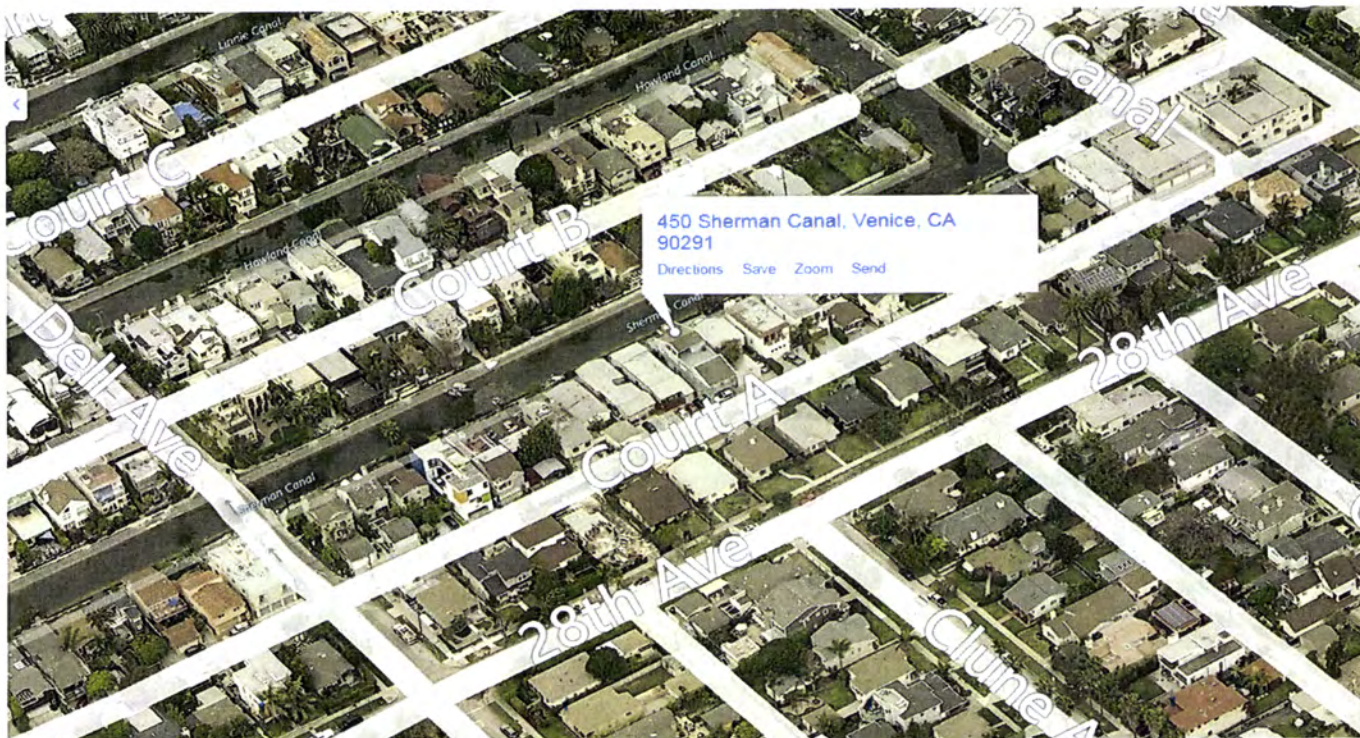 Linnie Canal
Howland Canal
Canal
Court C
450 Sherman Canal, Venice, CA
90291
Directions Save Zoom Send
Howland Canal
Court B
Sherman Canal
Dell Ave
28th Ave
Court A
Sherman Canal
28th Ave
Clune A